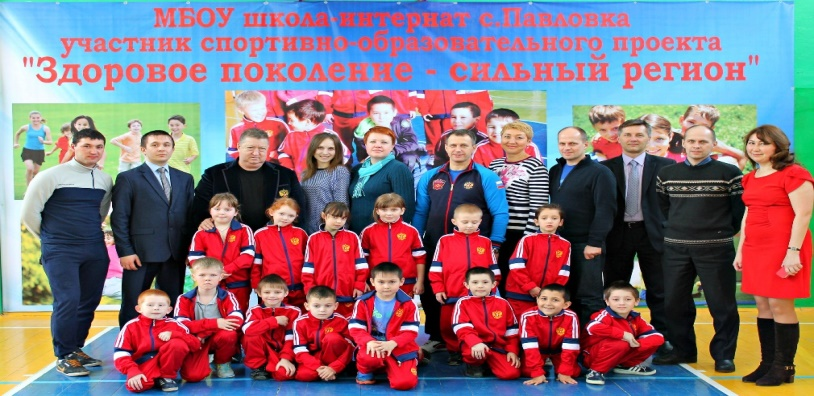 МБОУ школа-интернат с.Павловка
участник спортивно-образовательного проекта
"Здоровое поколение - сильный регион"